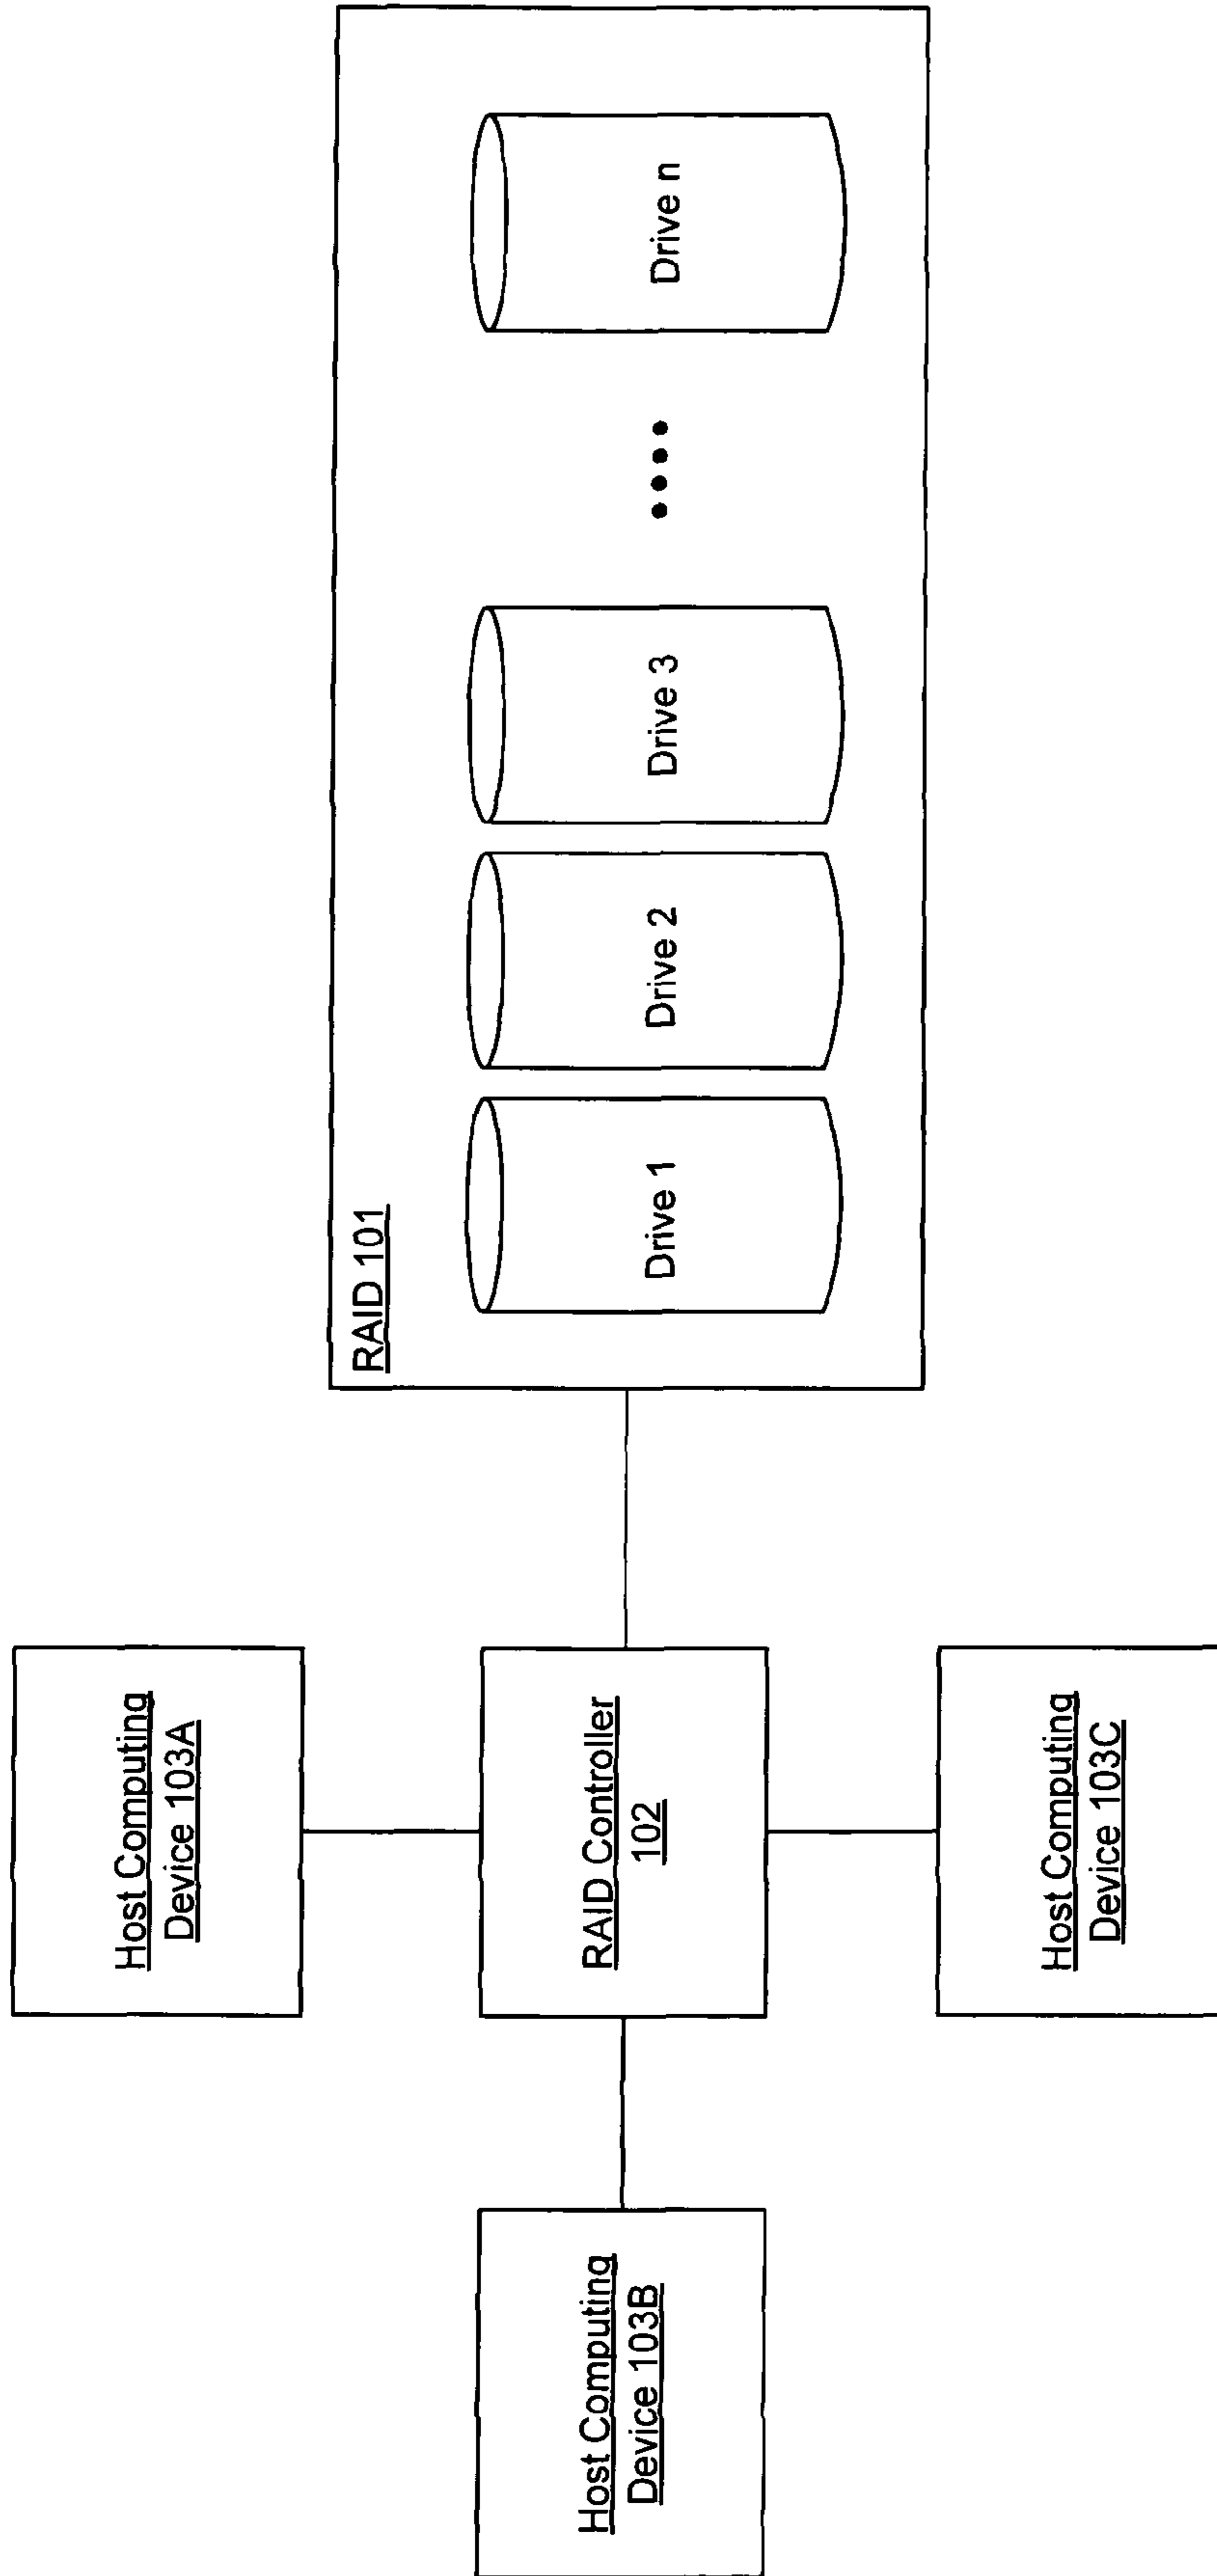 Host Computing
Device 103A
Host Computing
Device 103B
RAID Controller
102
Host Computing
Device 103C
RAID 101
Drive 1
Drive 2
Drive 3
Drive n